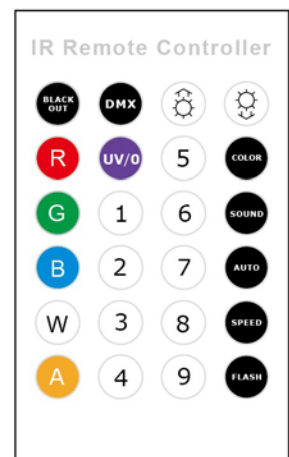 IR Remote Controller
BLACK
OUT
DMX
R
UV/0
5
COLOR
G
1
6
SOUND
B
2
7
AUTO
W
3
8
SPEED
A
4
9
FLASH